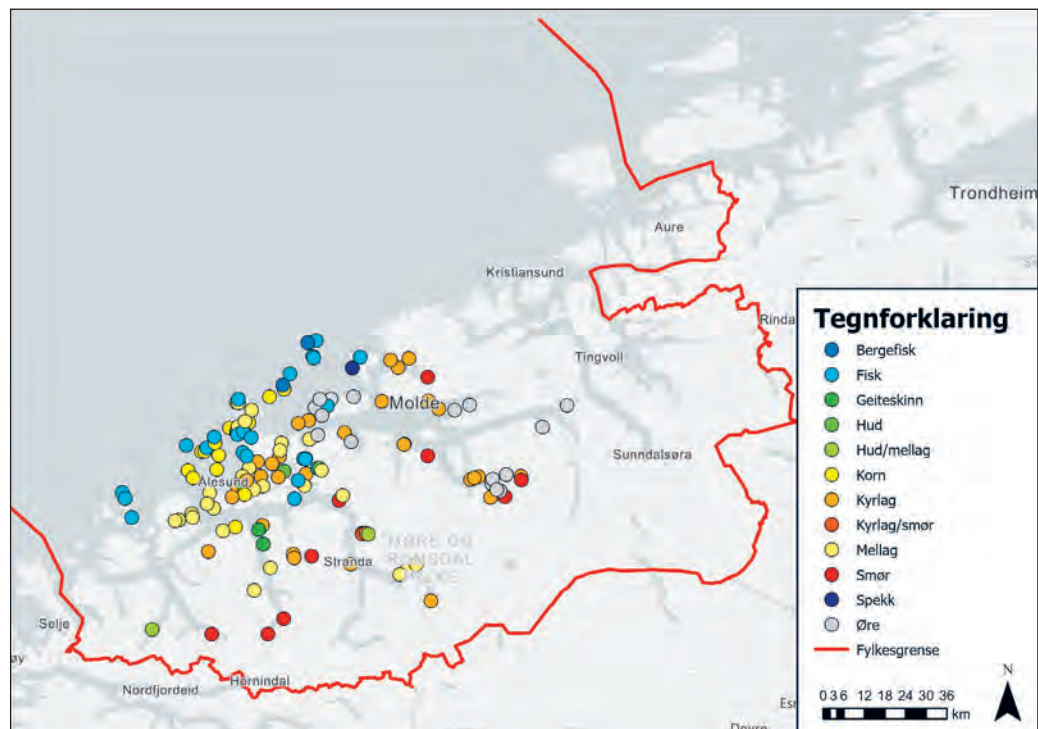 Trondheim
Aure
Kristiansund
Rinda
Tingvoll
Molde
Sunndalsøra
Ålesund
MØRE OG
ROMSDAL
Stranda
Selje
Hornindal
Nordfjordeid
Tegnforklaring
Bergefisk
Fisk
Geiteskinn
Hud
Hud/mellag
Korn
Kyrlag
Kyrlag/smør
Mellag
Smør
Spekk
Øre
Fylkesgrense
N
0 3 6 12 18 24 30 36
km